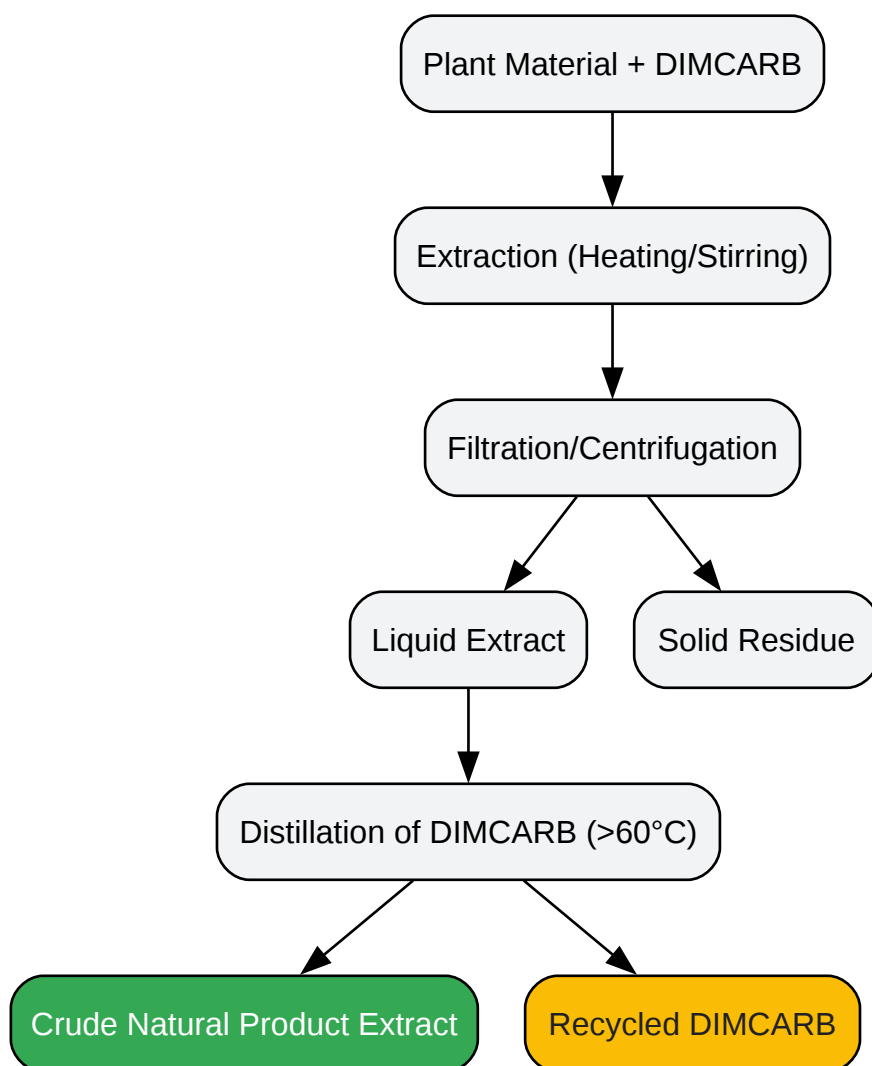 Plant Material + DIMCARB
Extraction (Heating/Stirring)
Filtration/Centrifugation
Liquid Extract
Solid Residue
Distillation of DIMCARB (>60°C)
Crude Natural Product Extract
Recycled DIMCARB